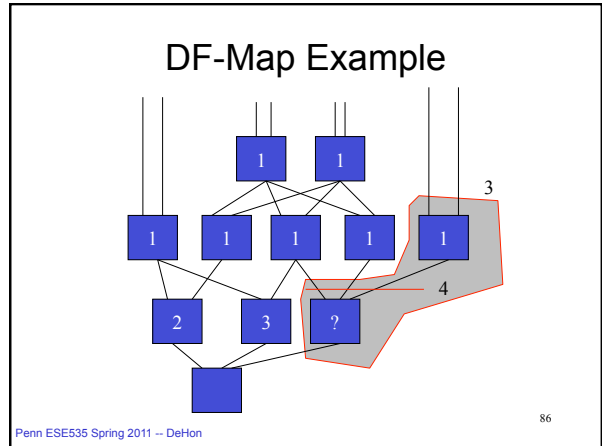 DF-Map Example
1 1
3
1 1 1 1 1
4
2 3 ?
86
Penn ESE535 Spring 2011 -- DeHon